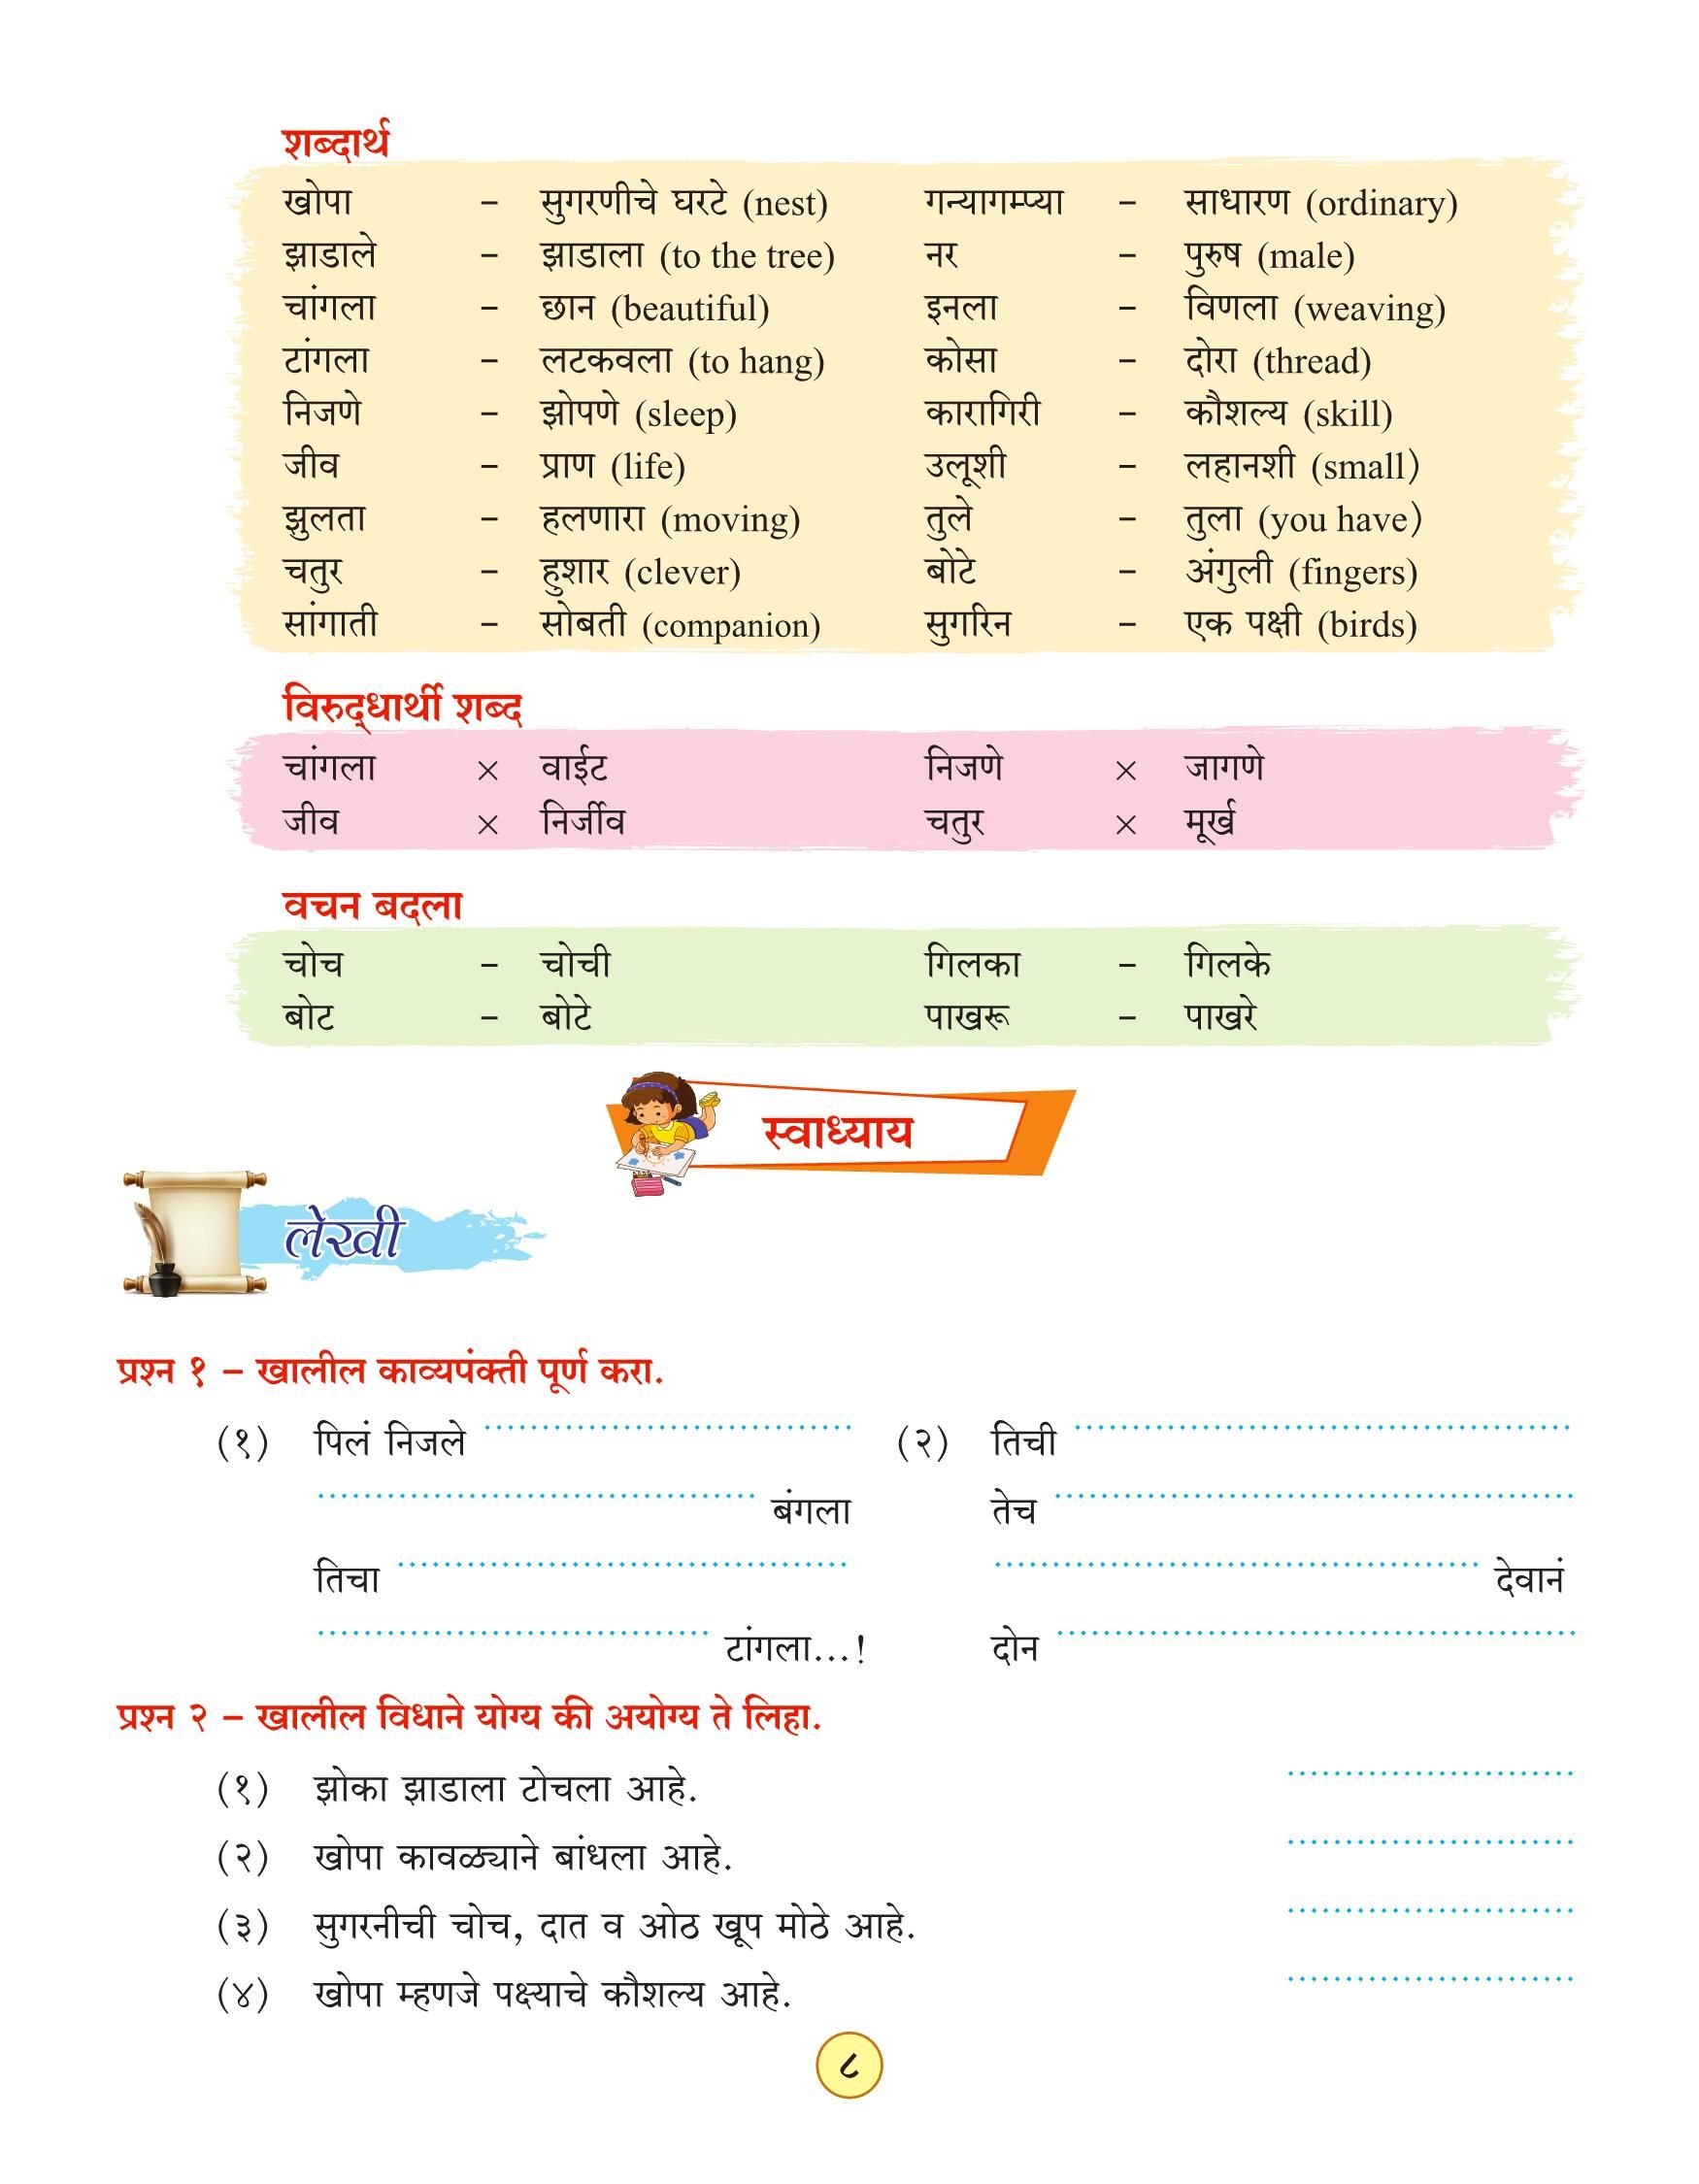 शब्दार्थ
खोपा – सुगरणीचे घरटे (nest) गन्यागम्प्या – साधारण (ordinary)
झाडाले – झाडाला (to the tree) नर – पुरुष (male)
चांगला – छान (beautiful) इनला – विणला (weaving)
टांगला – लटकवला (to hang) कोसा – दोरा (thread)
निजणे – झोपणे (sleep) कारागिरी – कौशल्य (skill)
जीव – प्राण (life) उलूशी – लहानशी (small)
झुलता – हलणारा (moving) तुले – तुला (you have)
चतुर – हुशार (clever) बोटे – अंगुली (fingers)
सांगाती – सोबती (companion) सुगरिन – एक पक्षी (birds)
विरुद्‌धार्थी शब्द
चांगला × वाईट निजणे × जागणे
जीव × निर्जीव चतुर × मूर्ख
वचन बदला
चोच – चोची गिलका – गिलके
बोट – बोटे पाखरू – पाखरे
स्वाध्याय
लेखी
प्रश्न १ – खालील काव्यपंक्ती पूर्ण करा.
(१) पिलं निजले ........................ (२) तिची ........................
........................ बंगला तेच ........................
तिचा ........................ ........................ देवानं
........................ टांगला...! दोन ........................
प्रश्न २ – खालील विधाने योग्य की अयोग्य ते लिहा.
(१) झोका झाडाला टोचला आहे. ........................
(२) खोपा कावळ्याने बांधला आहे. ........................
(३) सुगरनीची चोच, दात व ओठ खूप मोठे आहे. ........................
(४) खोपा म्हणजे पक्ष्याचे कौशल्य आहे. ........................
८